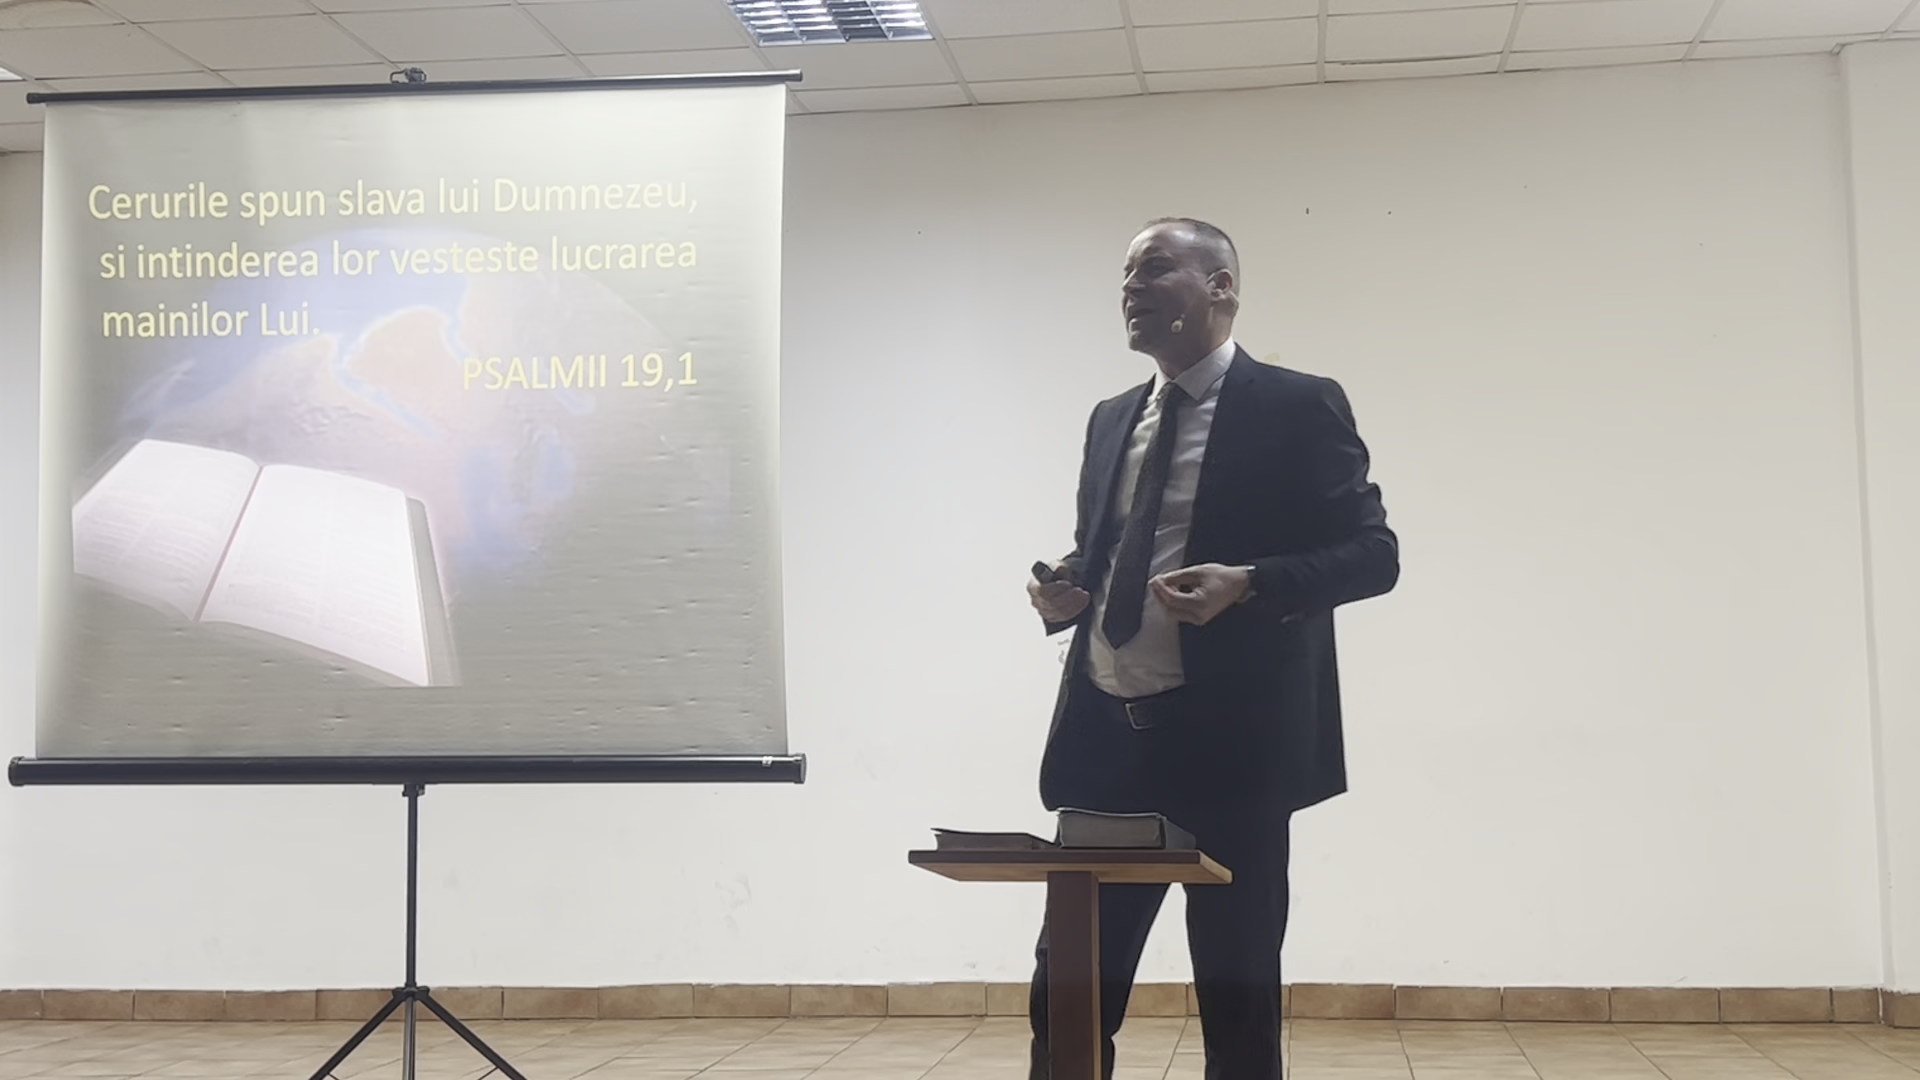 Cerurile spun slava lui Dumnezeu,
si intinderea lor vesteste lucrarea
mainilor Lui.
PSALMII 19,1